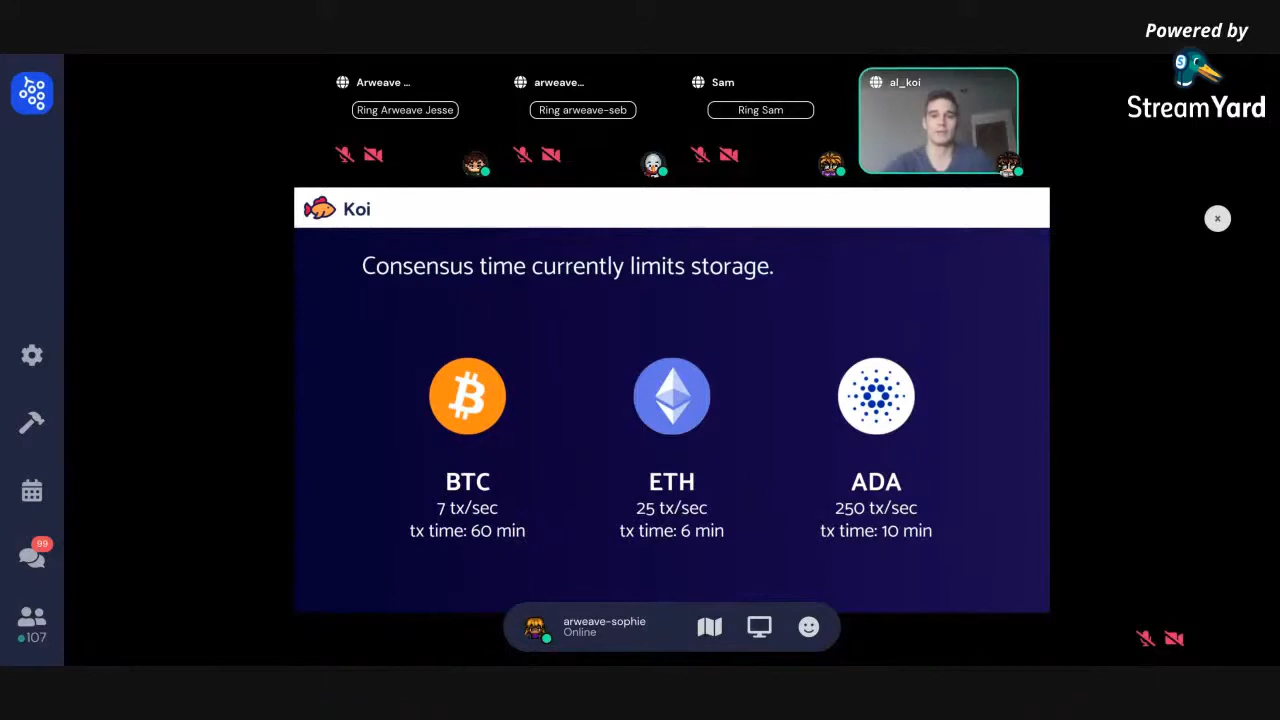 Powered by
StreamYard
Arweave ...
arweave...
Sam
al_koi
Ring Arweave Jesse
Ring arweave-seb
Ring Sam
Koi
Consensus time currently limits storage.
BTC
7 tx/sec
tx time: 60 min
ETH
25 tx/sec
tx time: 6 min
ADA
250 tx/sec
tx time: 10 min
99
107
arweave-sophie
Online